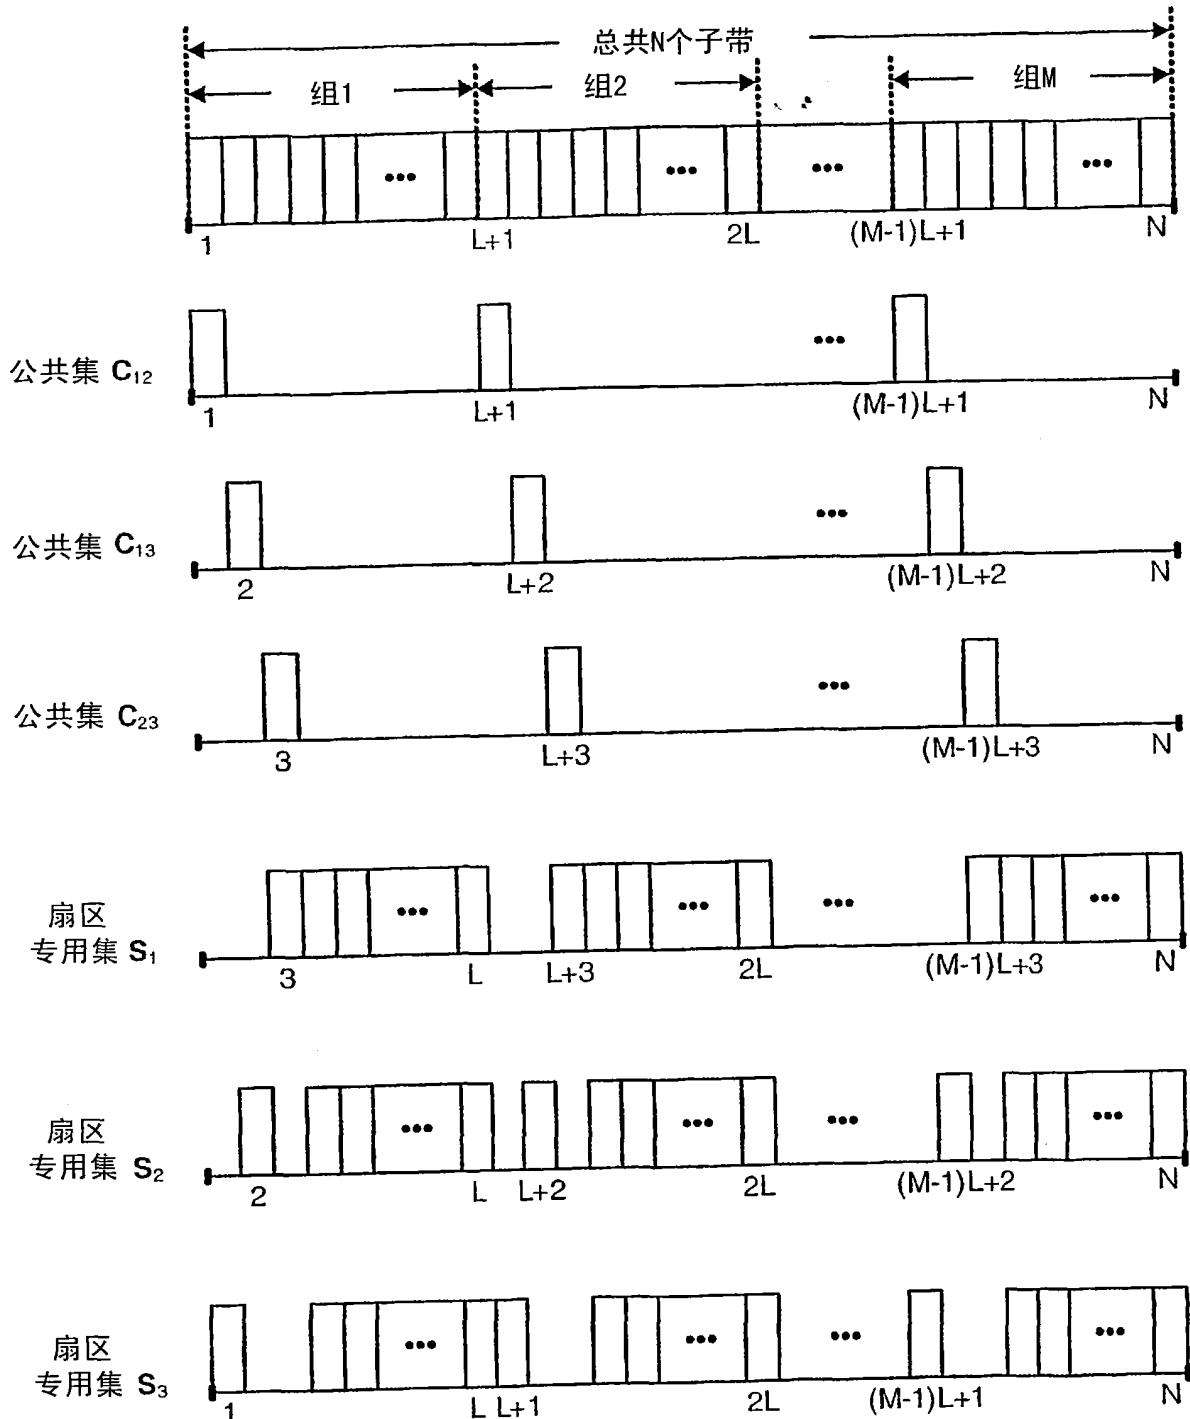 总共N个子带
组1 组2 组M
1 L+1 2L (M-1)L+1 N
公共集 C₁₂
1 L+1 (M-1)L+1 N
公共集 C₁₃
2 L+2 (M-1)L+2 N
公共集 C₂₃
3 L+3 (M-1)L+3 N
扇区
专用集 S₁
3 L L+3 2L (M-1)L+3 N
扇区
专用集 S₂
2 L L+2 2L (M-1)L+2 N
扇区
专用集 S₃
1 L L+1 2L (M-1)L+1 N